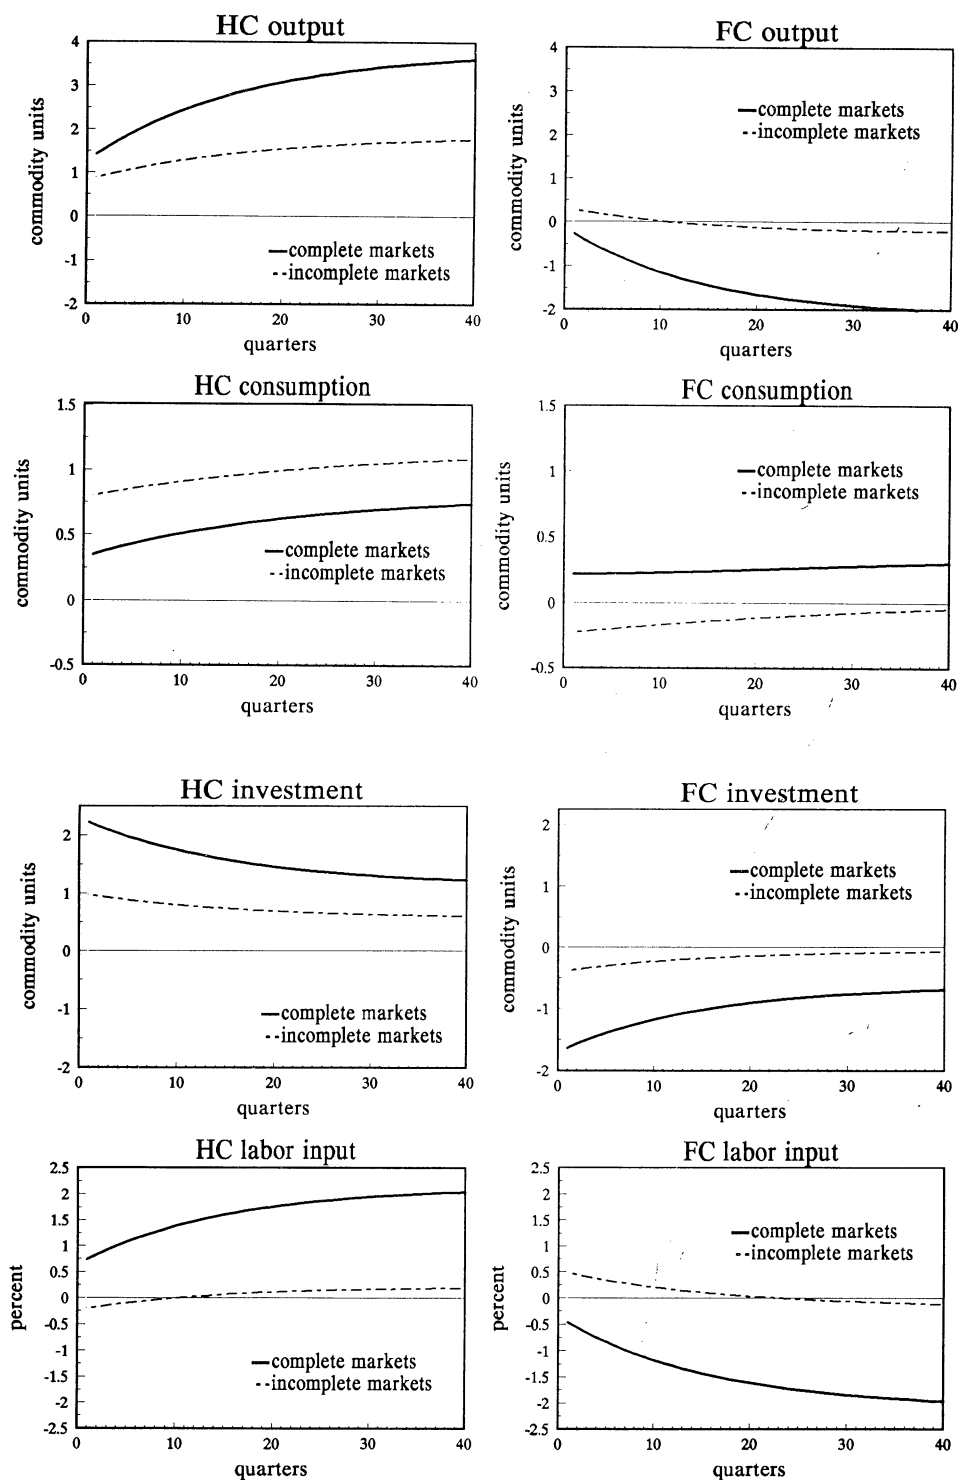 HC output
4
3
2
1
0
-1
-2
commodity units
complete markets
incomplete markets
0 10 20 30 40
quarters
FC output
4
3
2
1
0
-1
-2
commodity units
complete markets
incomplete markets
0 10 20 30 40
quarters
HC consumption
1.5
1
0.5
0
-0.5
commodity units
complete markets
incomplete markets
0 10 20 30 40
quarters
FC consumption
1.5
1
0.5
0
-0.5
commodity units
complete markets
incomplete markets
0 10 20 30 40
quarters
HC investment
2
1
0
-1
-2
commodity units
complete markets
incomplete markets
0 10 20 30 40
quarters
FC investment
2
1
0
-1
-2
commodity units
complete markets
incomplete markets
0 10 20 30 40
quarters
HC labor input
2.5
2
1.5
1
0.5
0
-0.5
-1
-1.5
-2
-2.5
percent
complete markets
incomplete markets
0 10 20 30 40
quarters
FC labor input
2.5
2
1.5
1
0.5
0
-0.5
-1
-1.5
-2
-2.5
percent
complete markets
incomplete markets
0 10 20 30 40
quarters